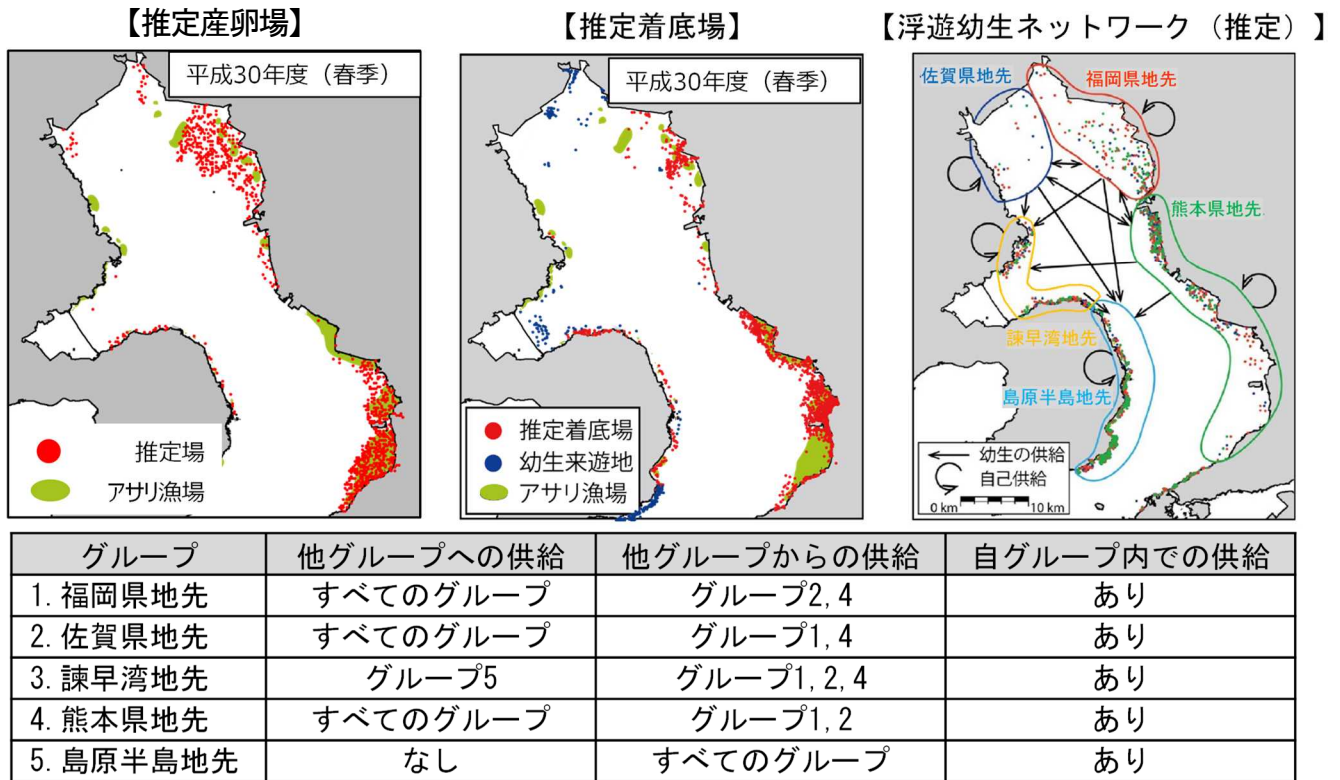 【推定産卵場】
【推定着底場】
【浮遊幼生ネットワーク（推定）】
平成30年度（春季）
推定場
アサリ漁場
平成30年度（春季）
推定着底場
幼生来遊地
アサリ漁場
佐賀県地先
福岡県地先
熊本県地先
諫早湾地先
島原半島地先
幼生の供給
自己供給
0 km 10 km
グループ 他グループへの供給 他グループからの供給 自グループ内での供給
1. 福岡県地先 すべてのグループ グループ2, 4 あり
2. 佐賀県地先 すべてのグループ グループ1, 4 あり
3. 諫早湾地先 グループ5 グループ1, 2, 4 あり
4. 熊本県地先 すべてのグループ グループ1, 2 あり
5. 島原半島地先 なし すべてのグループ あり